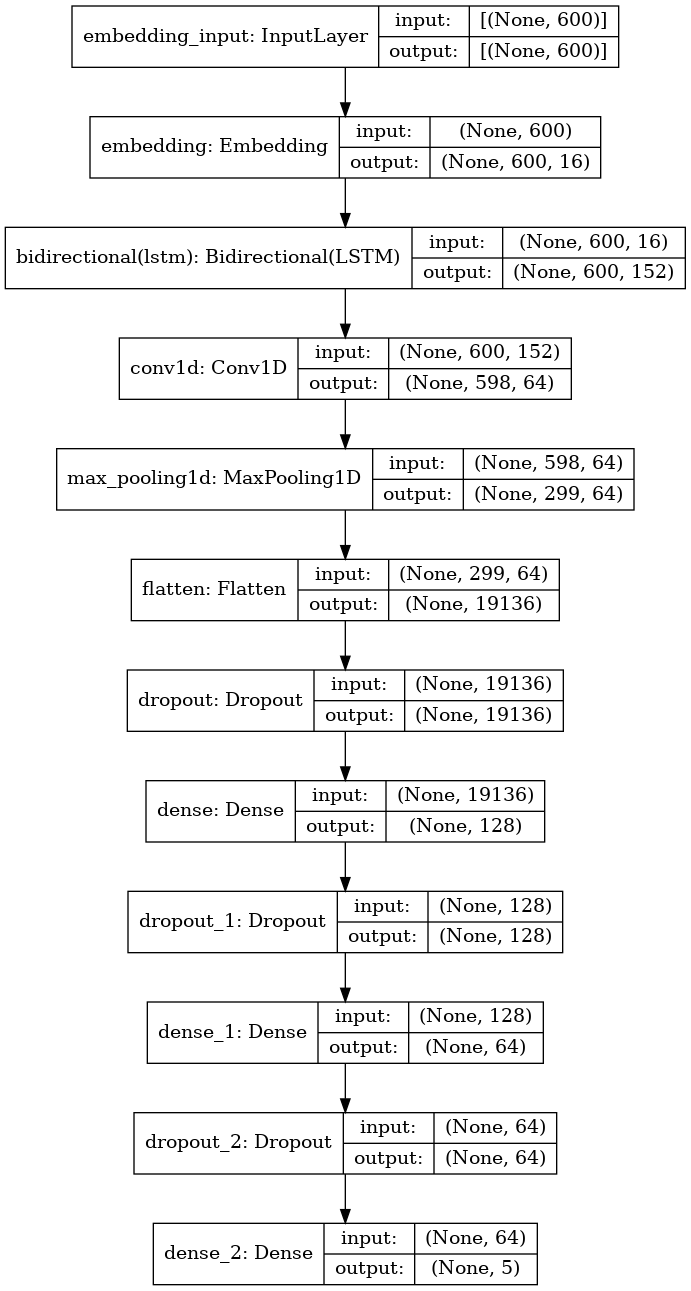 embedding_input: InputLayer
input: [(None, 600)]
output: [(None, 600)]
embedding: Embedding
input: (None, 600)
output: (None, 600, 16)
bidirectional(lstm): Bidirectional(LSTM)
input: (None, 600, 16)
output: (None, 600, 152)
conv1d: Conv1D
input: (None, 600, 152)
output: (None, 598, 64)
max_pooling1d: MaxPooling1D
input: (None, 598, 64)
output: (None, 299, 64)
flatten: Flatten
input: (None, 299, 64)
output: (None, 19136)
dropout: Dropout
input: (None, 19136)
output: (None, 19136)
dense: Dense
input: (None, 19136)
output: (None, 128)
dropout_1: Dropout
input: (None, 128)
output: (None, 128)
dense_1: Dense
input: (None, 128)
output: (None, 64)
dropout_2: Dropout
input: (None, 64)
output: (None, 64)
dense_2: Dense
input: (None, 64)
output: (None, 5)